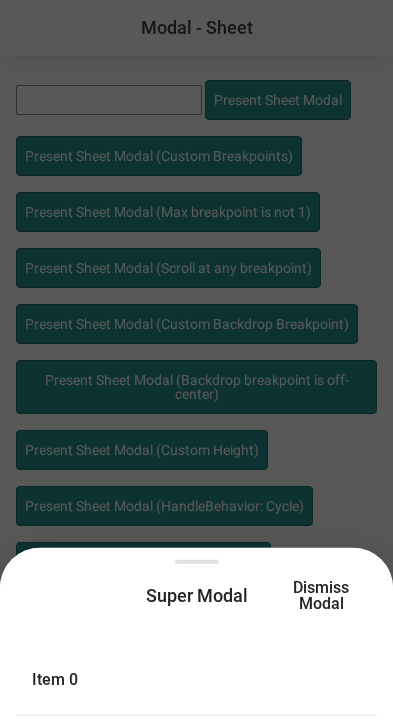 Modal - Sheet
Present Sheet Modal
Present Sheet Modal (Custom Breakpoints)
Present Sheet Modal (Max breakpoint is not 1)
Present Sheet Modal (Scroll at any breakpoint)
Present Sheet Modal (Custom Backdrop Breakpoint)
Present Sheet Modal (Backdrop breakpoint is off-
center)
Present Sheet Modal (Custom Height)
Present Sheet Modal (HandleBehavior: Cycle)
Super Modal
Dismiss
Modal
Item 0